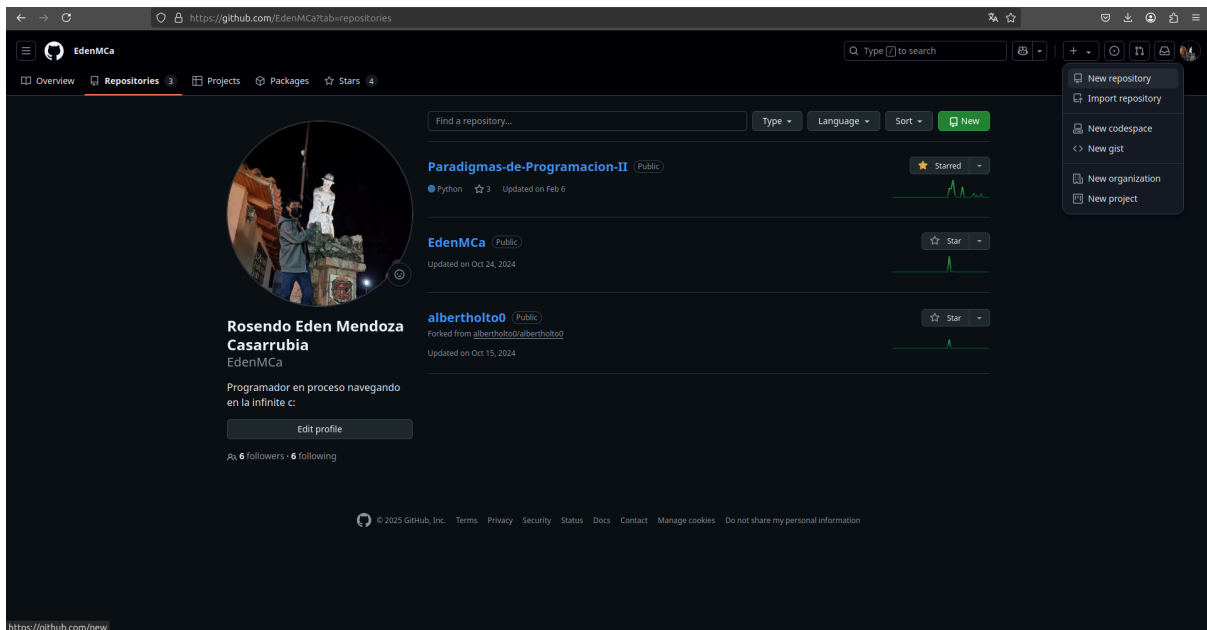 https://github.com/EdenMCa?tab=repositories
EdenMCa
Type / to search
Overview Repositories 3 Projects Packages Stars 4
New repository
Import repository
New codespace
New gist
New organization
New project
Find a repository...
Type
Language
Sort
New
Paradigmas-de-Programacion-II Public
Starred
Python 3 Updated on Feb 6
EdenMCa Public
Star
Updated on Oct 24, 2024
albertholto0 Public
Star
Forked from albertholto0/albertholto0
Updated on Oct 15, 2024
Rosendo Eden Mendoza
Casarrubia
EdenMCa
Programador en proceso navegando
en la infinite c:
Edit profile
6 followers · 6 following
© 2025 GitHub, Inc. Terms Privacy Security Status Docs Contact Manage cookies Do not share my personal information
https://github.com/new